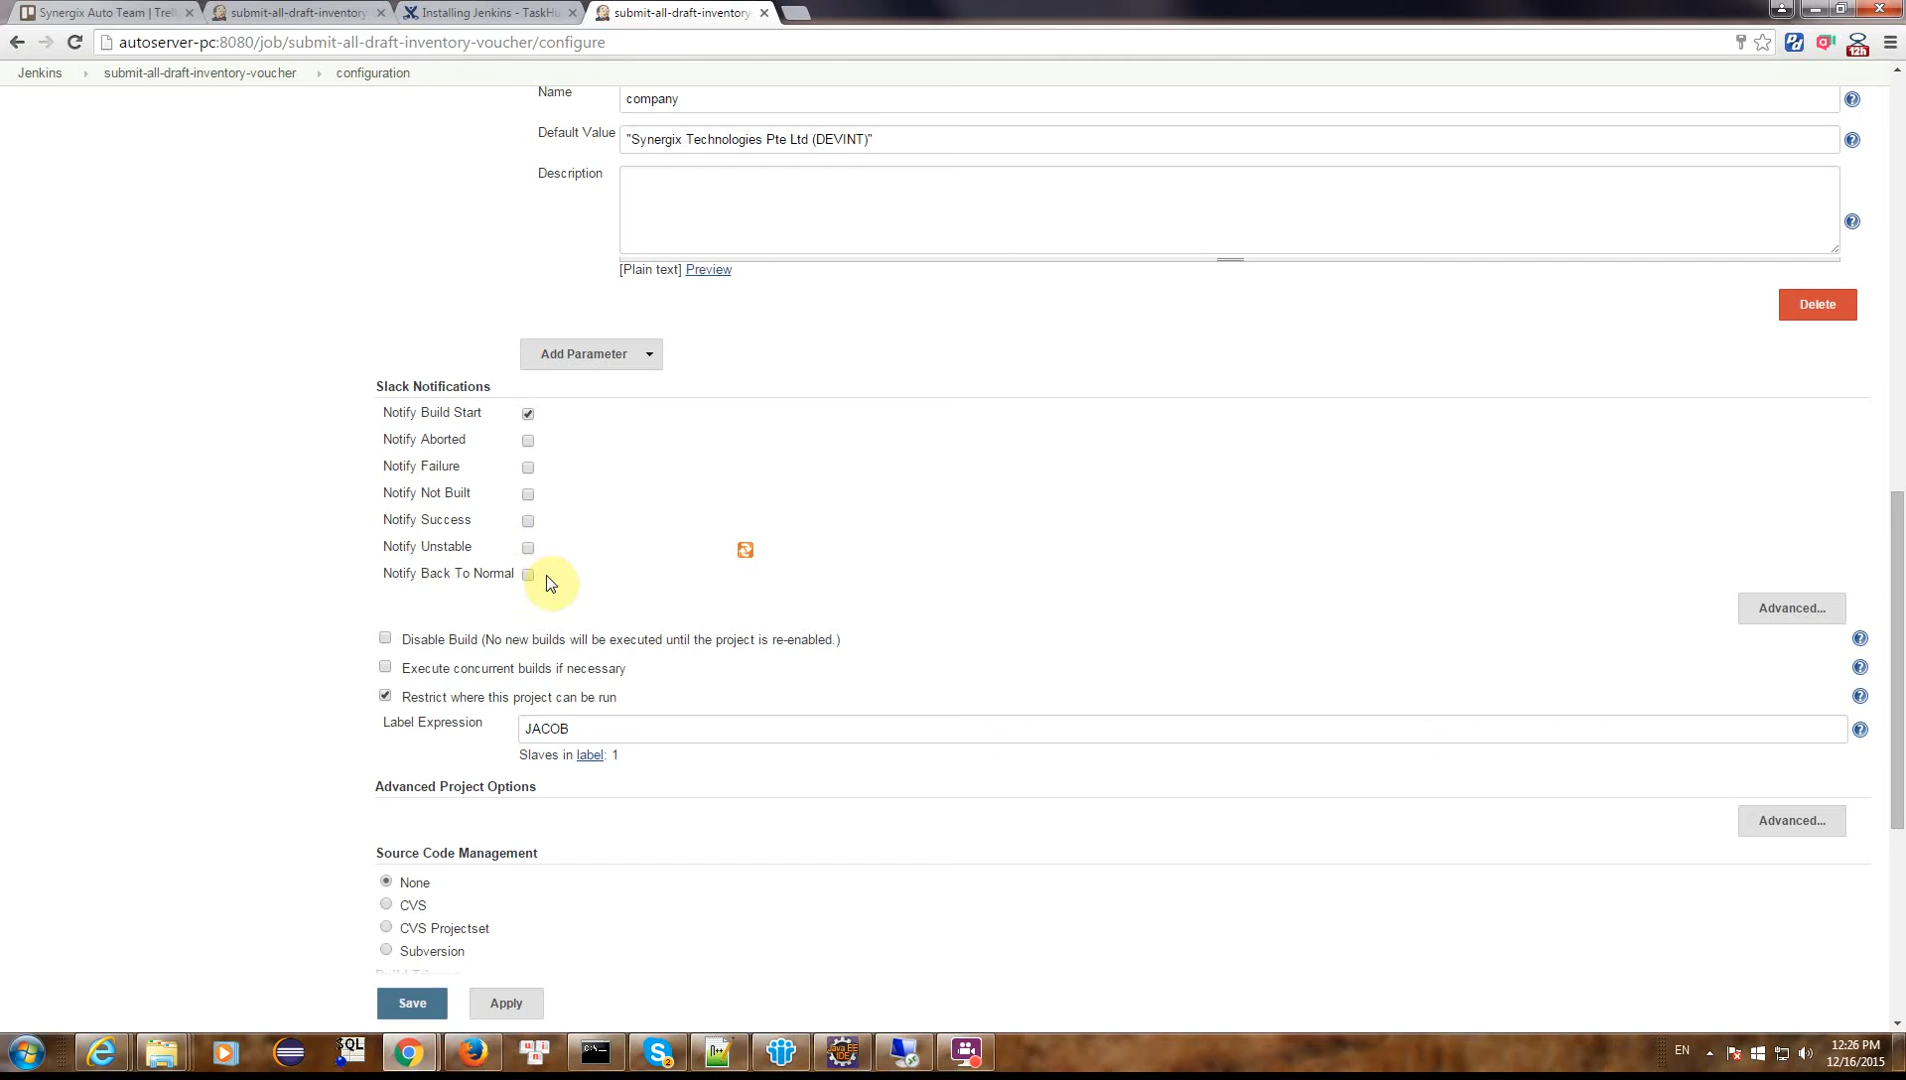 Synergix Auto Team | Trel
submit-all-draft-inventory
Installing Jenkins - TaskHu
submit-all-draft-inventory
autoserver-pc:8080/job/submit-all-draft-inventory-voucher/configure
12h
Jenkins submit-all-draft-inventory-voucher configuration
Name company
Default Value "Synergix Technologies Pte Ltd (DEVINT)"
Description
[Plain text] Preview
Delete
Add Parameter
Slack Notifications
Notify Build Start
Notify Aborted
Notify Failure
Notify Not Built
Notify Success
Notify Unstable
Notify Back To Normal
Advanced...
Disable Build (No new builds will be executed until the project is re-enabled.)
Execute concurrent builds if necessary
Restrict where this project can be run
Label Expression JACOB
Slaves in label: 1
Advanced Project Options
Advanced...
Source Code Management
None
CVS
CVS Projectset
Subversion
Save Apply
SQL
EN
12:26 PM
12/16/2015